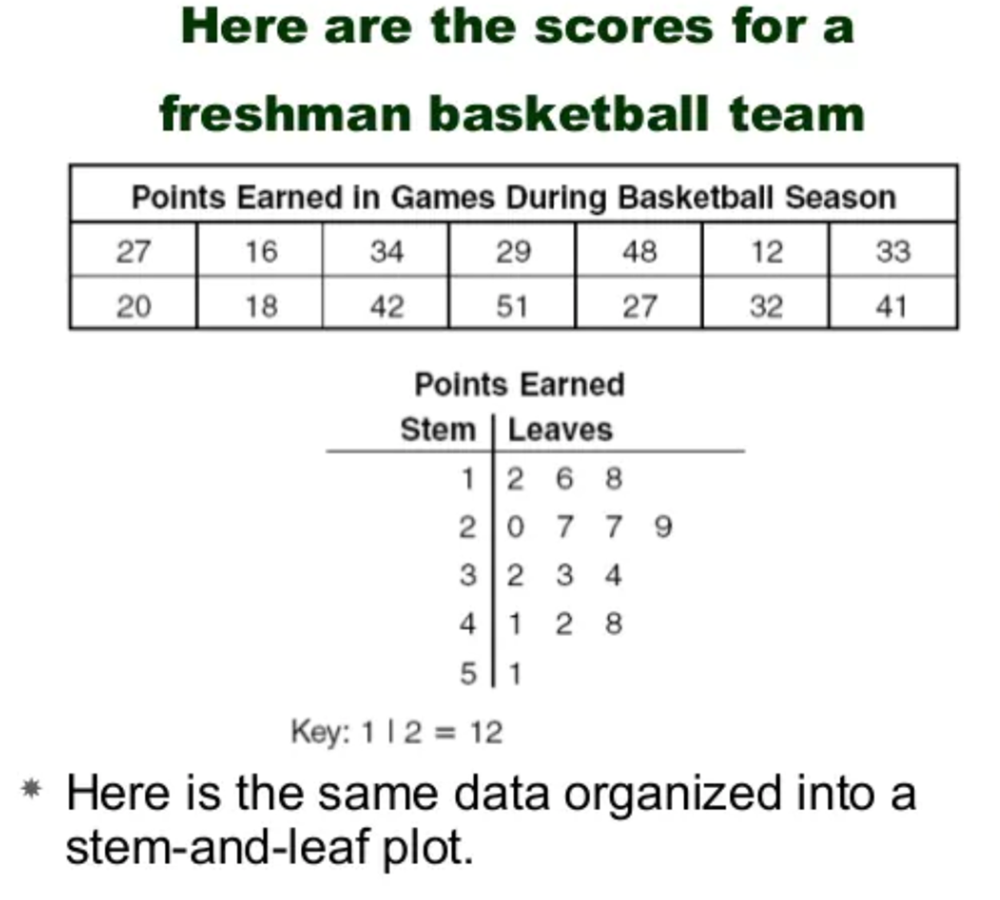 Here are the scores for a
freshman basketball team
Points Earned in Games During Basketball Season
27 16 34 29 48 12 33
20 18 42 51 27 32 41
Points Earned
Stem Leaves
1 2 6 8
2 0 7 7 9
3 2 3 4
4 1 2 8
5 1
Key: 1 | 2 = 12
Here is the same data organized into a
stem-and-leaf plot.